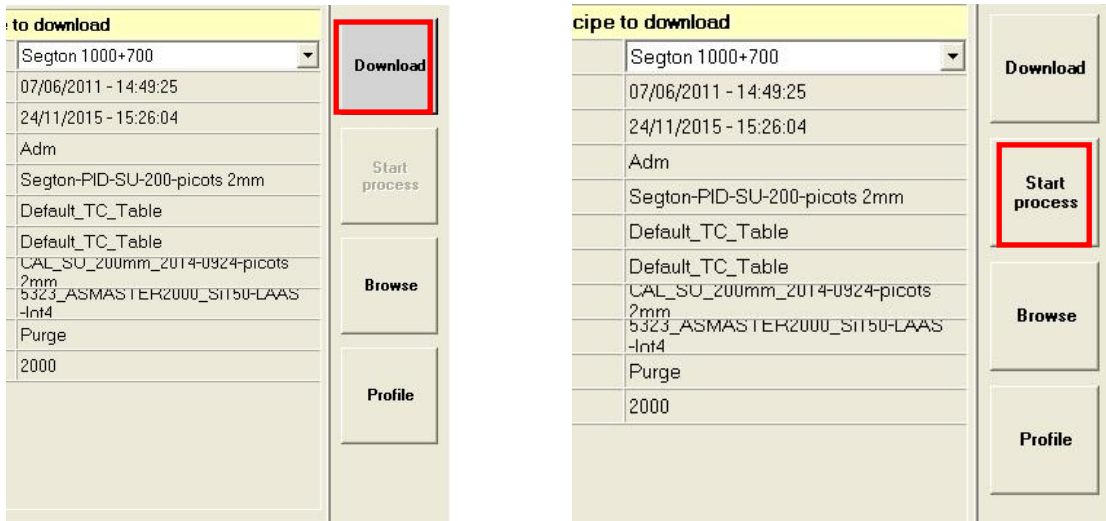 to download
Segton 1000+700
07/06/2011 - 14:49:25
24/11/2015 - 15:26:04
Adm
Segton-PID-SU-200-picots 2mm
Default_TC_Table
Default_TC_Table
CAL_SU_200mm_2014-0924-picots
2mm
5323_ASMASTER2000_SiT50-LAAS
-Int4
Purge
2000
Download
Start
process
Browse
Profile
cipe to download
Segton 1000+700
07/06/2011 - 14:49:25
24/11/2015 - 15:26:04
Adm
Segton-PID-SU-200-picots 2mm
Default_TC_Table
Default_TC_Table
CAL_SU_200mm_2014-0924-picots
2mm
5323_ASMASTER2000_SiT50-LAAS
-Int4
Purge
2000
Download
Start
process
Browse
Profile